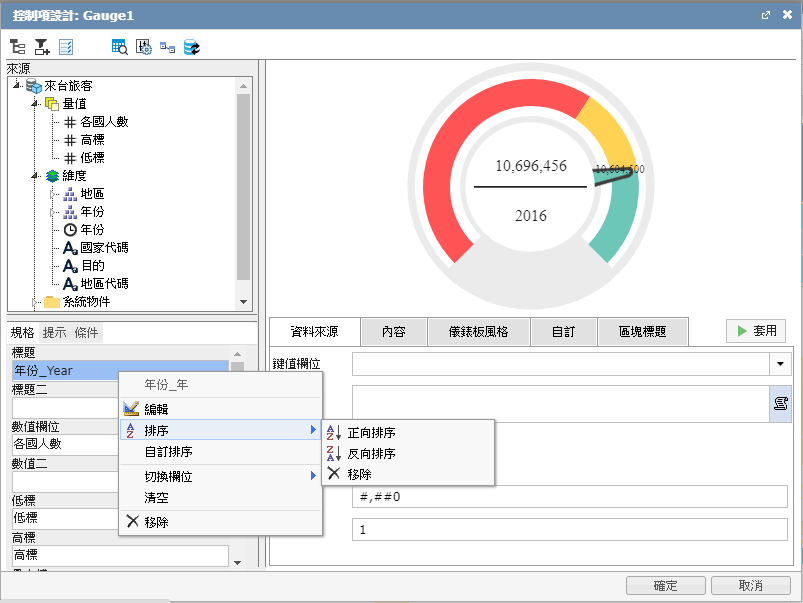 控制項設計: Gauge1
來源
來台旅客
量值
各國人數
高標
低標
維度
地區
年份
年份
國家代碼
目的
地區代碼
系統物件
10,696,456
2016
10,604,500
規格 提示 條件
標題
年份_Year
標題二
數值欄位
各國人數
數值二
低標
低標
高標
高標
年份_年
編輯
排序
自訂排序
切換欄位
清空
移除
正向排序
反向排序
移除
資料來源 內容 儀錶板風格 自訂 區塊標題
套用
鍵值欄位
#,##0
1
確定 取消